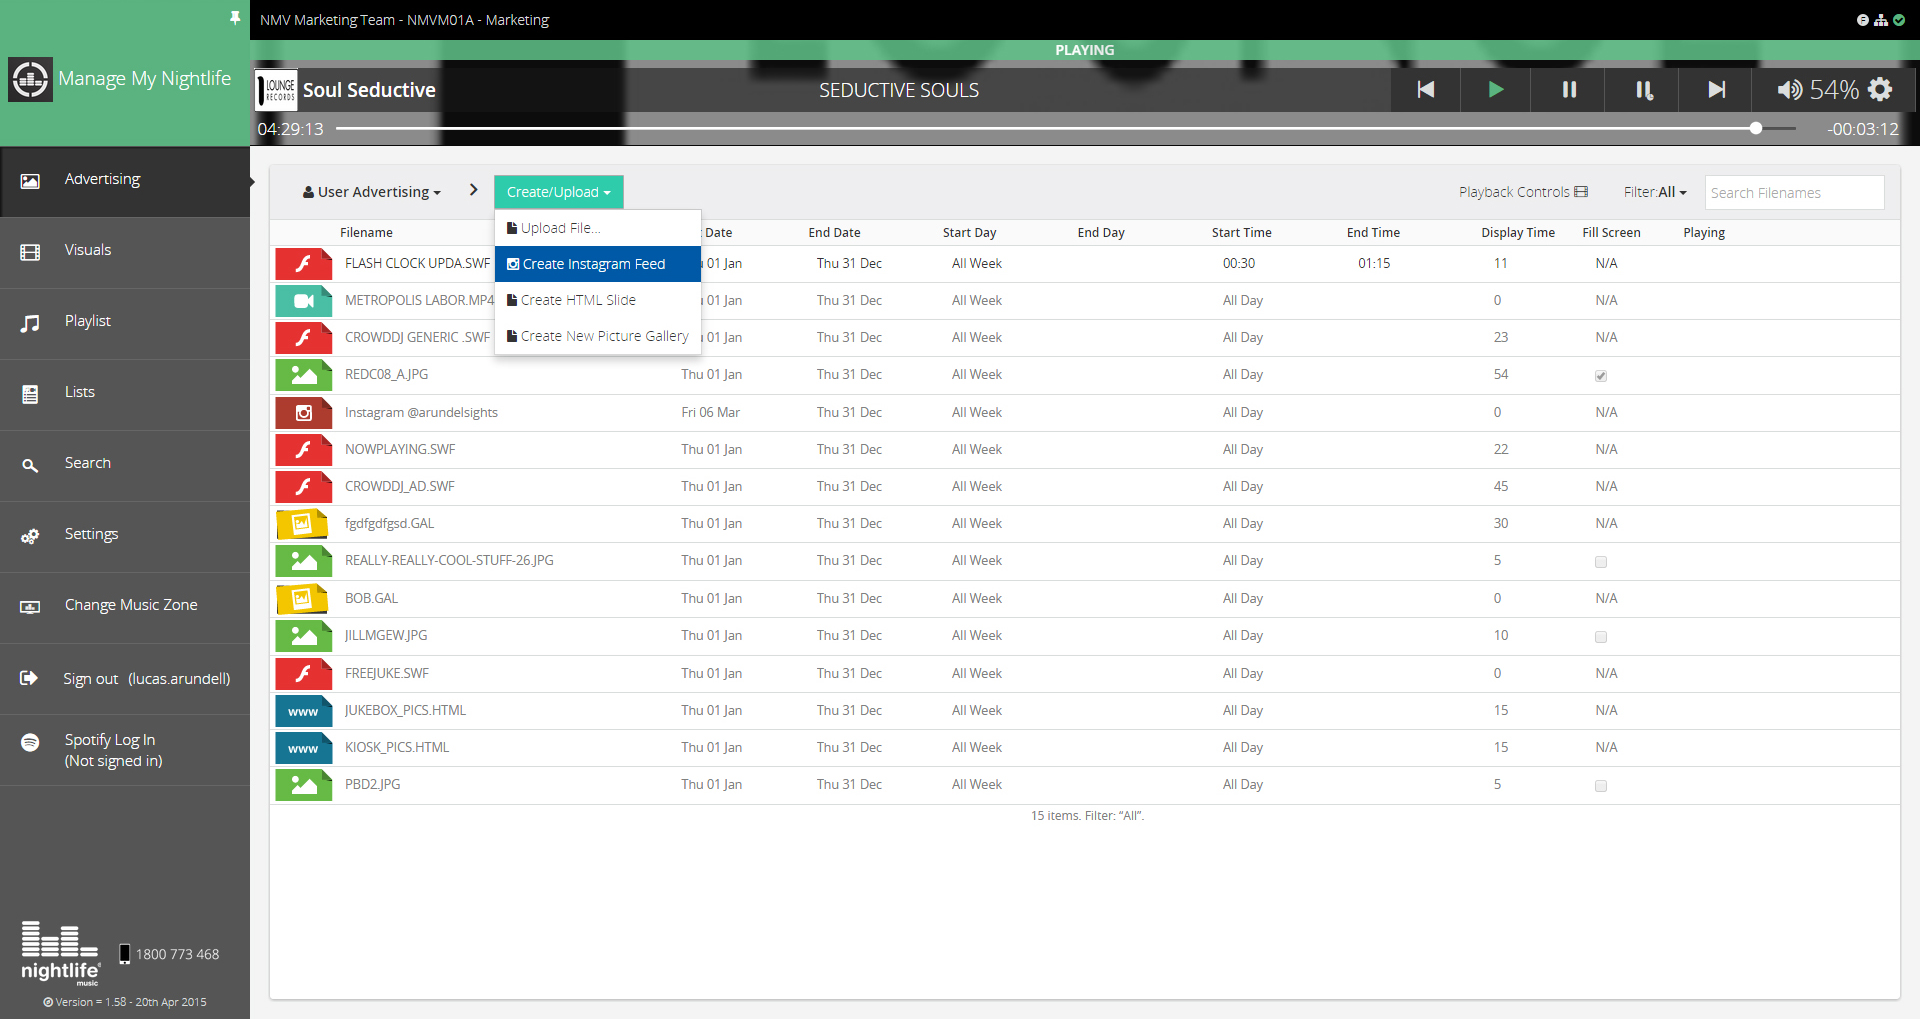 NMV Marketing Team - NMVM01A - Marketing
PLAYING
Manage My Nightlife
LOUNGE
RECORDS
Soul Seductive
SEDUCTIVE SOULS
54%
04:29:13
-00:03:12
Advertising
Visuals
Playlist
Lists
Search
Settings
Change Music Zone
Sign out (lucas.arundell)
Spotify Log In
(Not signed in)
nightlife
music
1800 773 468
Version = 1.58 - 20th Apr 2015
User Advertising
Create/Upload
Playback Controls
Filter:All
Search Filenames
Upload File...
Create Instagram Feed
Create HTML Slide
Create New Picture Gallery
Filename Date End Date Start Day End Day Start Time End Time Display Time Fill Screen Playing
FLASH CLOCK UPDA.SWF 01 Jan Thu 31 Dec All Week 00:30 01:15 11 N/A
METROPOLIS LABOR.MP4 01 Jan Thu 31 Dec All Week All Day 0 N/A
CROWDDJ GENERIC .SWF 01 Jan Thu 31 Dec All Week All Day 23 N/A
REDC08_A.JPG Thu 01 Jan Thu 31 Dec All Week All Day 54
Instagram @arundelsights Fri 06 Mar Thu 31 Dec All Week All Day 0 N/A
NOWPLAYING.SWF Thu 01 Jan Thu 31 Dec All Week All Day 22 N/A
CROWDDJ_AD.SWF Thu 01 Jan Thu 31 Dec All Week All Day 45 N/A
fgdfgdfgsd.GAL Thu 01 Jan Thu 31 Dec All Week All Day 30 N/A
REALLY-REALLY-COOL-STUFF-26.JPG Thu 01 Jan Thu 31 Dec All Week All Day 5
BOB.GAL Thu 01 Jan Thu 31 Dec All Week All Day 0 N/A
JILLMGEW.JPG Thu 01 Jan Thu 31 Dec All Week All Day 10
FREEJUKE.SWF Thu 01 Jan Thu 31 Dec All Week All Day 0 N/A
www JUKEBOX_PICS.HTML Thu 01 Jan Thu 31 Dec All Week All Day 15 N/A
www KIOSK_PICS.HTML Thu 01 Jan Thu 31 Dec All Week All Day 15 N/A
PBD2.JPG Thu 01 Jan Thu 31 Dec All Week All Day 5
15 items. Filter: “All”.